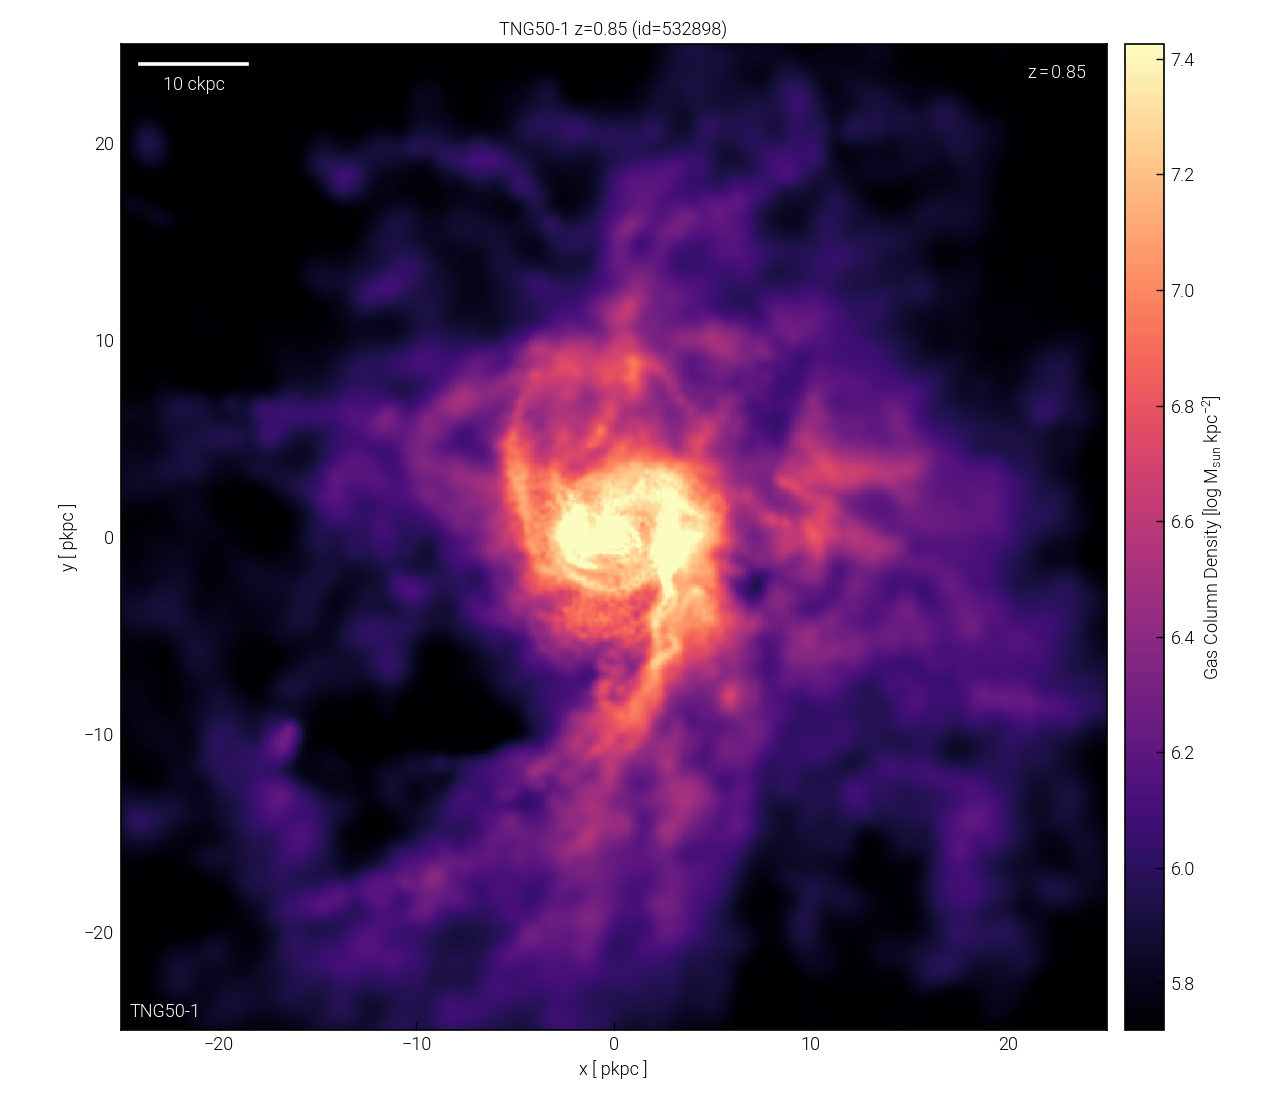 TNG50-1 z=0.85 (id=532898)
10 ckpc
z=0.85
TNG50-1
20
10
0
−10
−20
y [ pkpc ]
−20
−10
0
10
20
x [ pkpc ]
7.4
7.2
7.0
6.8
6.6
6.4
6.2
6.0
5.8
Gas Column Density [log M_sun kpc⁻²]